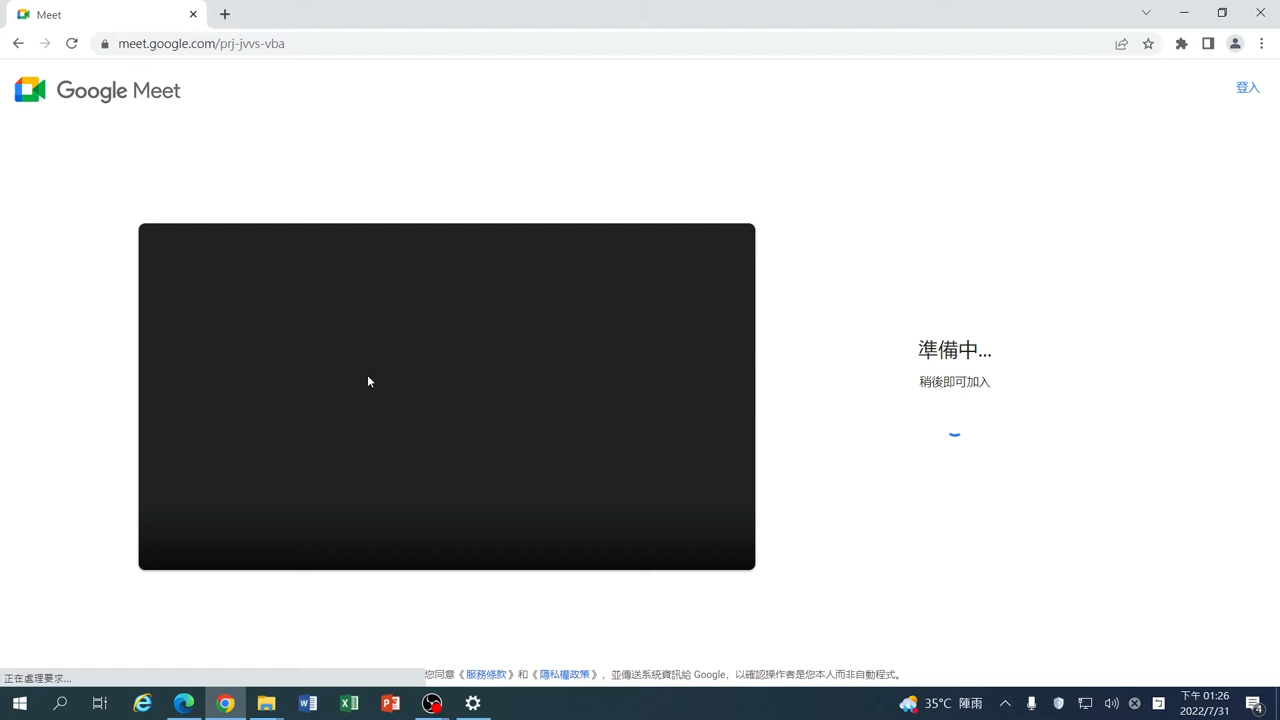 Meet
meet.google.com/prj-jvvs-vba
Google Meet
登入
準備中...
稍後即可加入
您同意《服務條款》和《隱私權政策》，並傳送系統資訊給 Google，以確認操作者是您本人而非自動程式。
正在處理要求...
35°C 陣雨
下午 01:26
2022/7/31
4